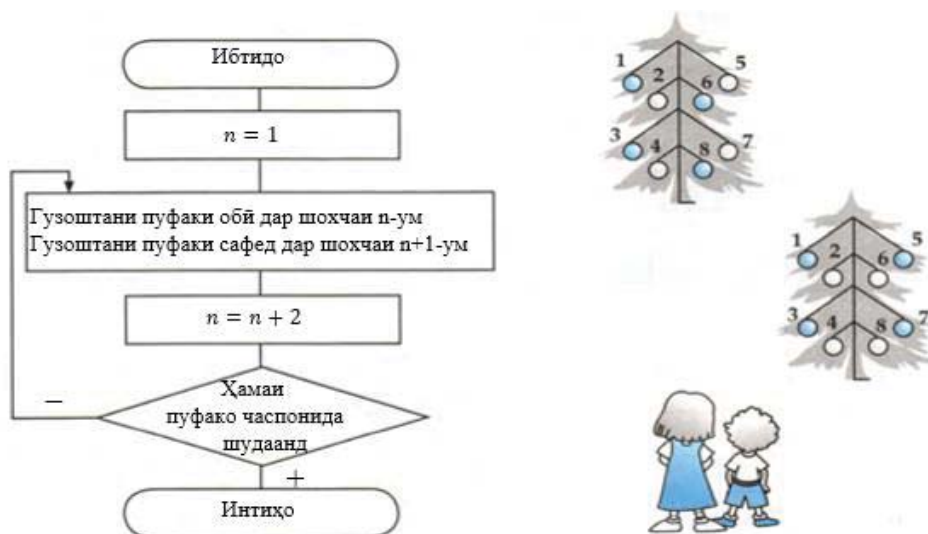 Ибтидо
n = 1
Гузоштани пуфаки обӣ дар шохчаи n-ум
Гузоштани пуфаки сафед дар шохчаи n+1-ум
n = n + 2
Ҳамаи
пуфако часпонида
шудаанд
–
+
Интиҳо
1
5
2
6
3
7
4
8
1
5
2
6
3
7
4
8